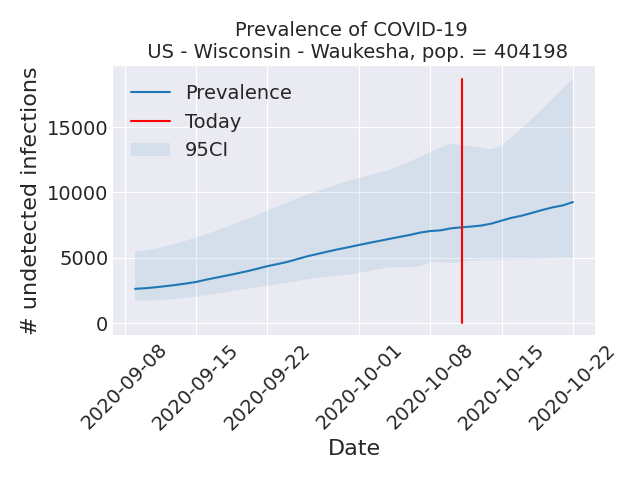 Prevalence of COVID-19
US - Wisconsin - Waukesha, pop. = 404198
# undetected infections
15000
10000
5000
0
Prevalence
Today
95CI
2020-09-08
2020-09-15
2020-09-22
2020-10-01
2020-10-08
2020-10-15
2020-10-22
Date